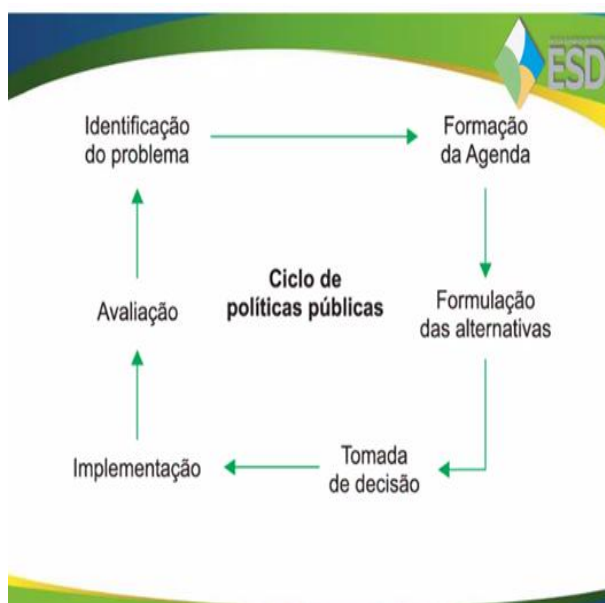 ESD
Identificação
do problema
Formação
da Agenda
Ciclo de
políticas públicas
Avaliação
Formulação
das alternativas
Implementação
Tomada
de decisão